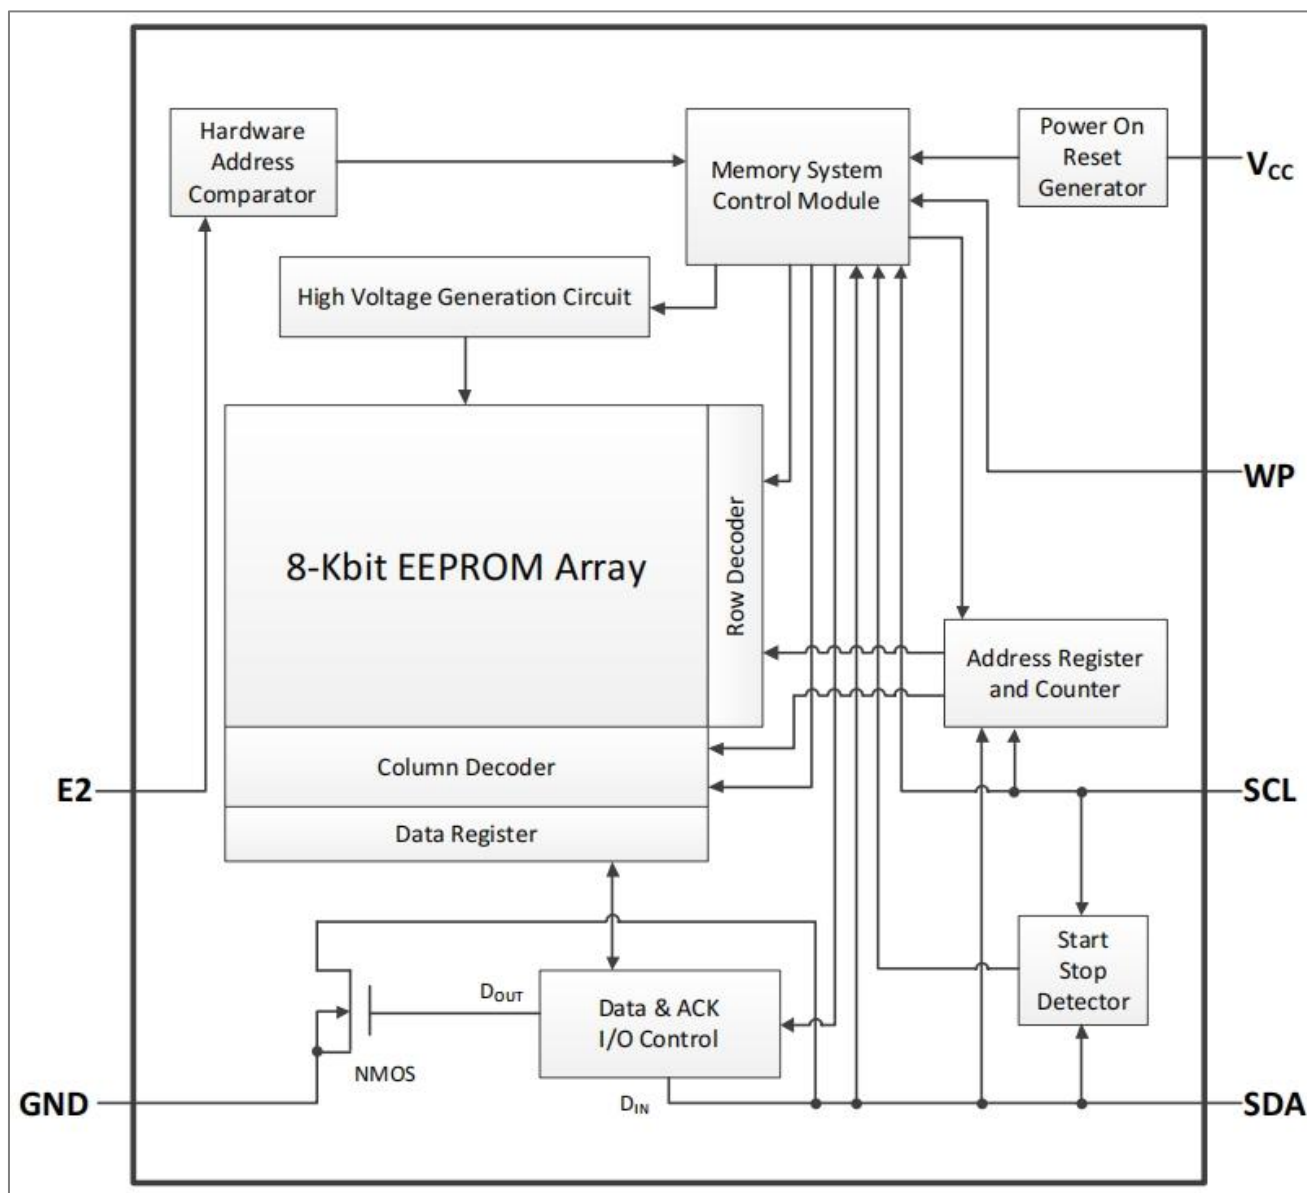 Hardware
Address
Comparator
Memory System
Control Module
Power On
Reset
Generator
VCC
High Voltage Generation Circuit
WP
8-Kbit EEPROM Array
Row Decoder
Address Register
and Counter
Column Decoder
E2
SCL
Data Register
Start
Stop
Detector
DOUT
Data & ACK
I/O Control
NMOS
GND
DIN
SDA